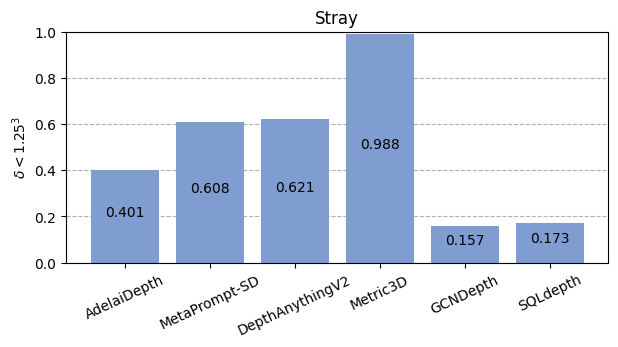 Stray
δ < 1.25³
1.0
0.8
0.6
0.4
0.2
0.0
0.401
0.608
0.621
0.988
0.157
0.173
AdelaiDepth
MetaPrompt-SD
DepthAnythingV2
Metric3D
GCNDepth
SQLdepth